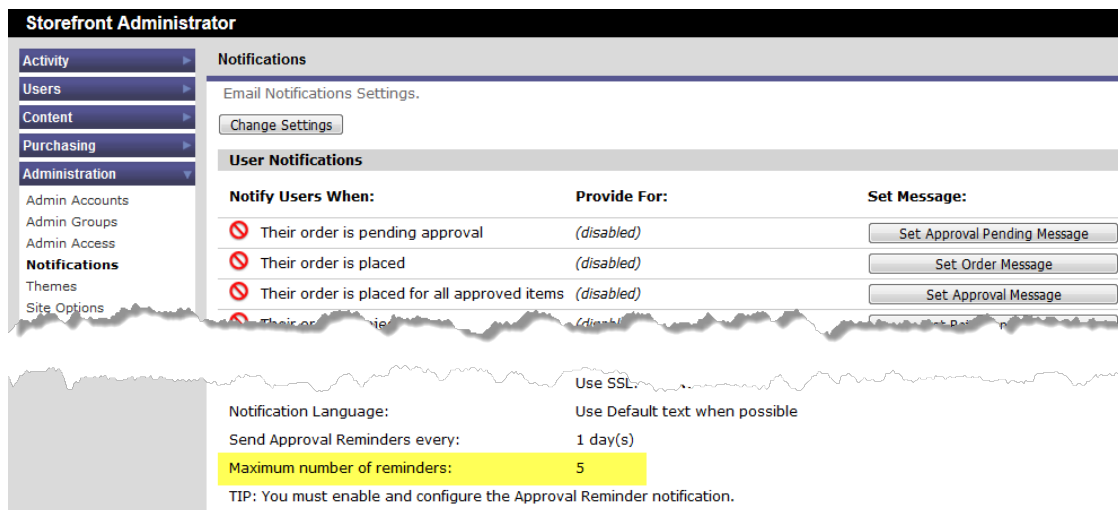 Storefront Administrator
Activity
Users
Content
Purchasing
Administration
Admin Accounts
Admin Groups
Admin Access
Notifications
Themes
Site Options
Notifications
Email Notifications Settings.
Change Settings
User Notifications
Notify Users When: Provide For: Set Message:
Their order is pending approval (disabled) Set Approval Pending Message
Their order is placed (disabled) Set Order Message
Their order is placed for all approved items (disabled) Set Approval Message
Use SSL:
Notification Language: Use Default text when possible
Send Approval Reminders every: 1 day(s)
Maximum number of reminders: 5
TIP: You must enable and configure the Approval Reminder notification.